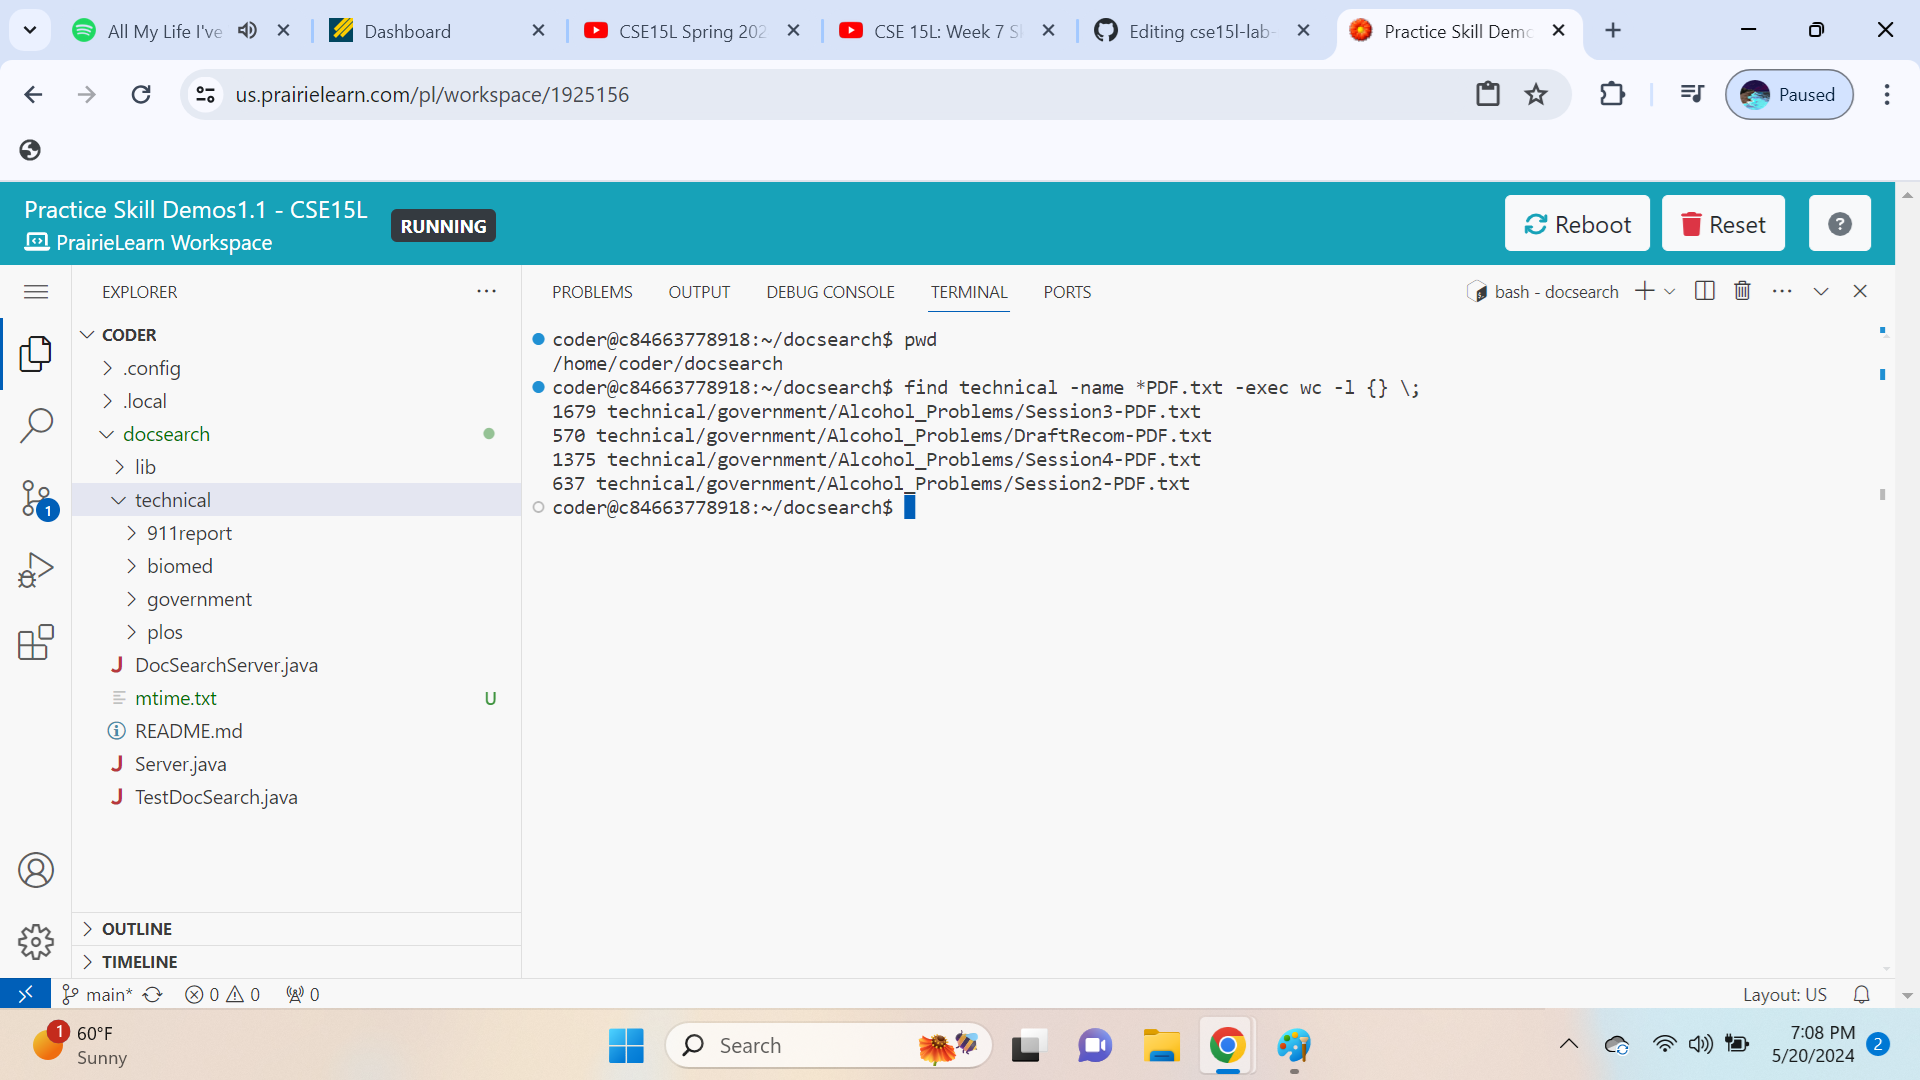 All My Life I've
Dashboard
CSE15L Spring 202
CSE 15L: Week 7 S
Editing cse15l-lab-
Practice Skill Demo
us.prairielearn.com/pl/workspace/1925156
Paused
Practice Skill Demos1.1 - CSE15L
PrairieLearn Workspace
RUNNING
Reboot
Reset
?
EXPLORER
CODER
.config
.local
docsearch
lib
technical
911report
biomed
government
plos
J DocSearchServer.java
mtime.txt U
README.md
J Server.java
J TestDocSearch.java
OUTLINE
TIMELINE
1
PROBLEMS OUTPUT DEBUG CONSOLE TERMINAL PORTS
bash - docsearch
coder@c84663778918:~/docsearch$ pwd
/home/coder/docsearch
coder@c84663778918:~/docsearch$ find technical -name *PDF.txt -exec wc -l {} \;
1679 technical/government/Alcohol_Problems/Session3-PDF.txt
570 technical/government/Alcohol_Problems/DraftRecom-PDF.txt
1375 technical/government/Alcohol_Problems/Session4-PDF.txt
637 technical/government/Alcohol_Problems/Session2-PDF.txt
coder@c84663778918:~/docsearch$
main* 0 0 0
Layout: US
1
60°F
Sunny
Search
7:08 PM
5/20/2024
2